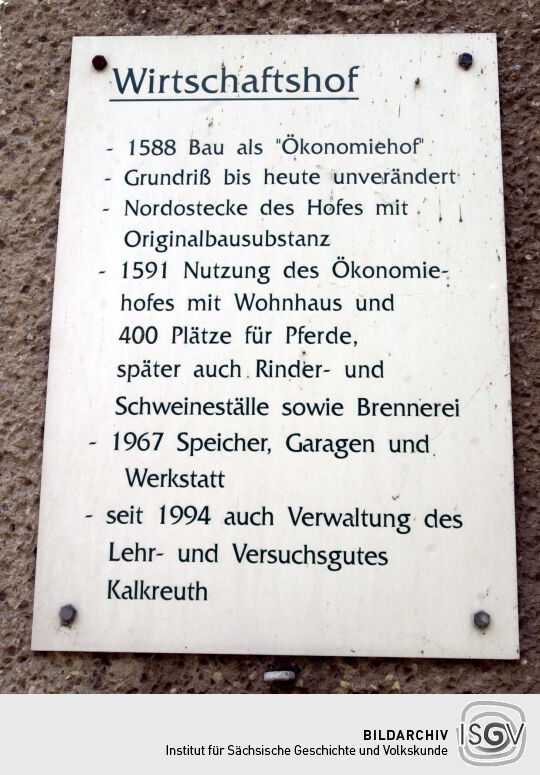 Wirtschaftshof
- 1588 Bau als "Ökonomiehof"
- Grundriß bis heute unverändert
- Nordostecke des Hofes mit
Originalbausubstanz
- 1591 Nutzung des Ökonomie-
hofes mit Wohnhaus und
400 Plätze für Pferde,
später auch Rinder- und
Schweineställe sowie Brennerei
- 1967 Speicher, Garagen und
Werkstatt
- seit 1994 auch Verwaltung des
Lehr- und Versuchsgutes
Kalkreuth
BILDARCHIV
Institut für Sächsische Geschichte und Volkskunde
ISGV